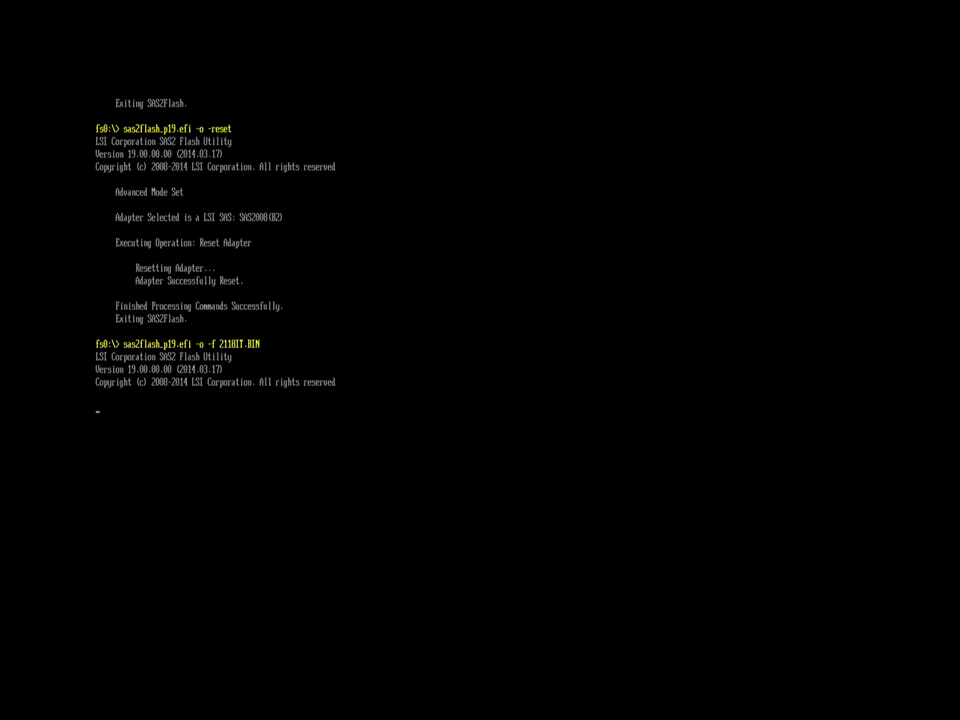 Exiting SAS2Flash.
fs0:\> sas2flash_p19.efi -o -reset
LSI Corporation SAS2 Flash Utility
Version 19.00.00.00 (2014.03.17)
Copyright (c) 2008-2014 LSI Corporation. All rights reserved
Advanced Mode Set
Adapter Selected is a LSI SAS: SAS2008(B2)
Executing Operation: Reset Adapter
Resetting Adapter...
Adapter Successfully Reset.
Finished Processing Commands Successfully.
Exiting SAS2Flash.
fs0:\> sas2flash_p19.efi -o -f 2118IT.BIN
LSI Corporation SAS2 Flash Utility
Version 19.00.00.00 (2014.03.17)
Copyright (c) 2008-2014 LSI Corporation. All rights reserved